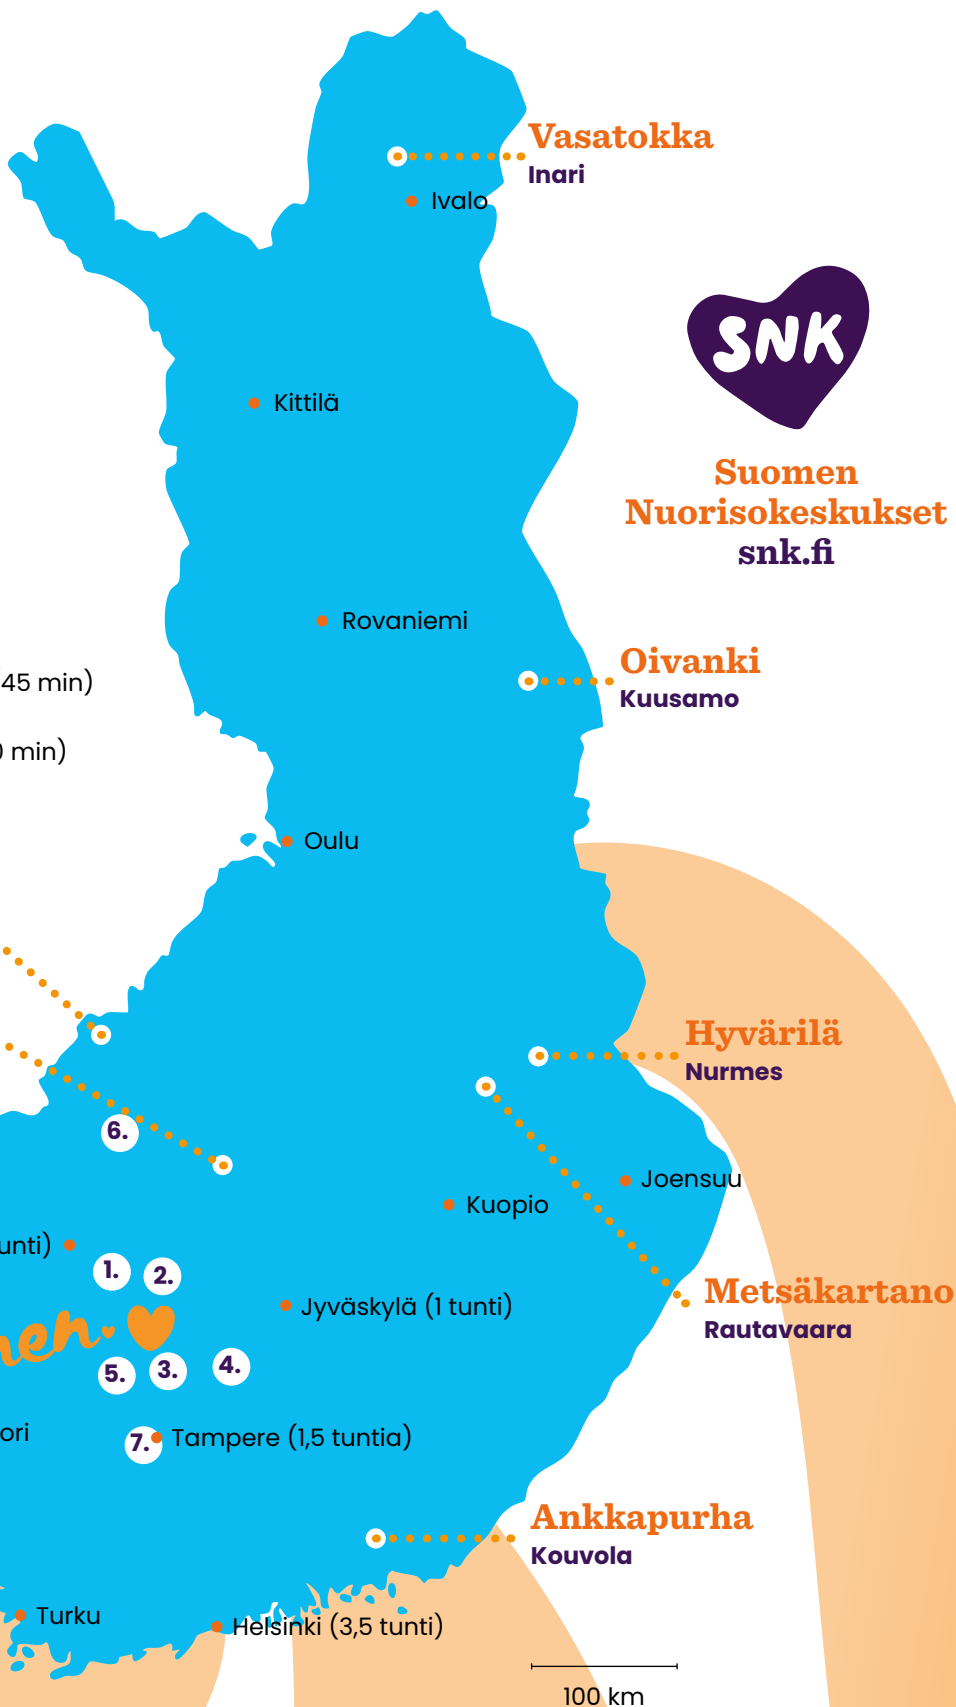 Vasatokka
Inari
Ivalo
SNK
Kittilä
Suomen
Nuorisokeskukset
snk.fi
Rovaniemi
Oivanki
Kuusamo
45 min)
min)
Oulu
Hyvärilä
Nurmes
6.
Joensuu
Kuopio
1.
2.
Metsäkartano
Rautavaara
Jyväskylä (1 tunti)
5.
3.
4.
7.
Tampere (1,5 tuntia)
Ankkapurha
Kouvola
Turku
Helsinki (3,5 tunti)
100 km